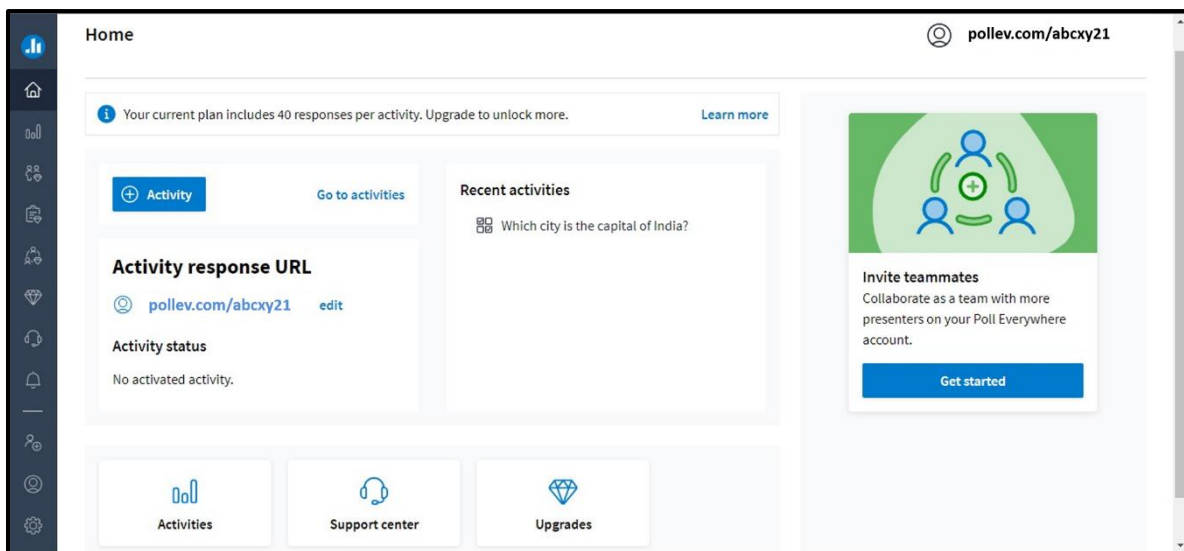 Home
pollev.com/abcxy21
Your current plan includes 40 responses per activity. Upgrade to unlock more.
Learn more
Activity
Go to activities
Recent activities
Which city is the capital of India?
Activity response URL
pollev.com/abcxy21
edit
Activity status
No activated activity.
Invite teammates
Collaborate as a team with more
presenters on your Poll Everywhere
account.
Get started
Activities
Support center
Upgrades